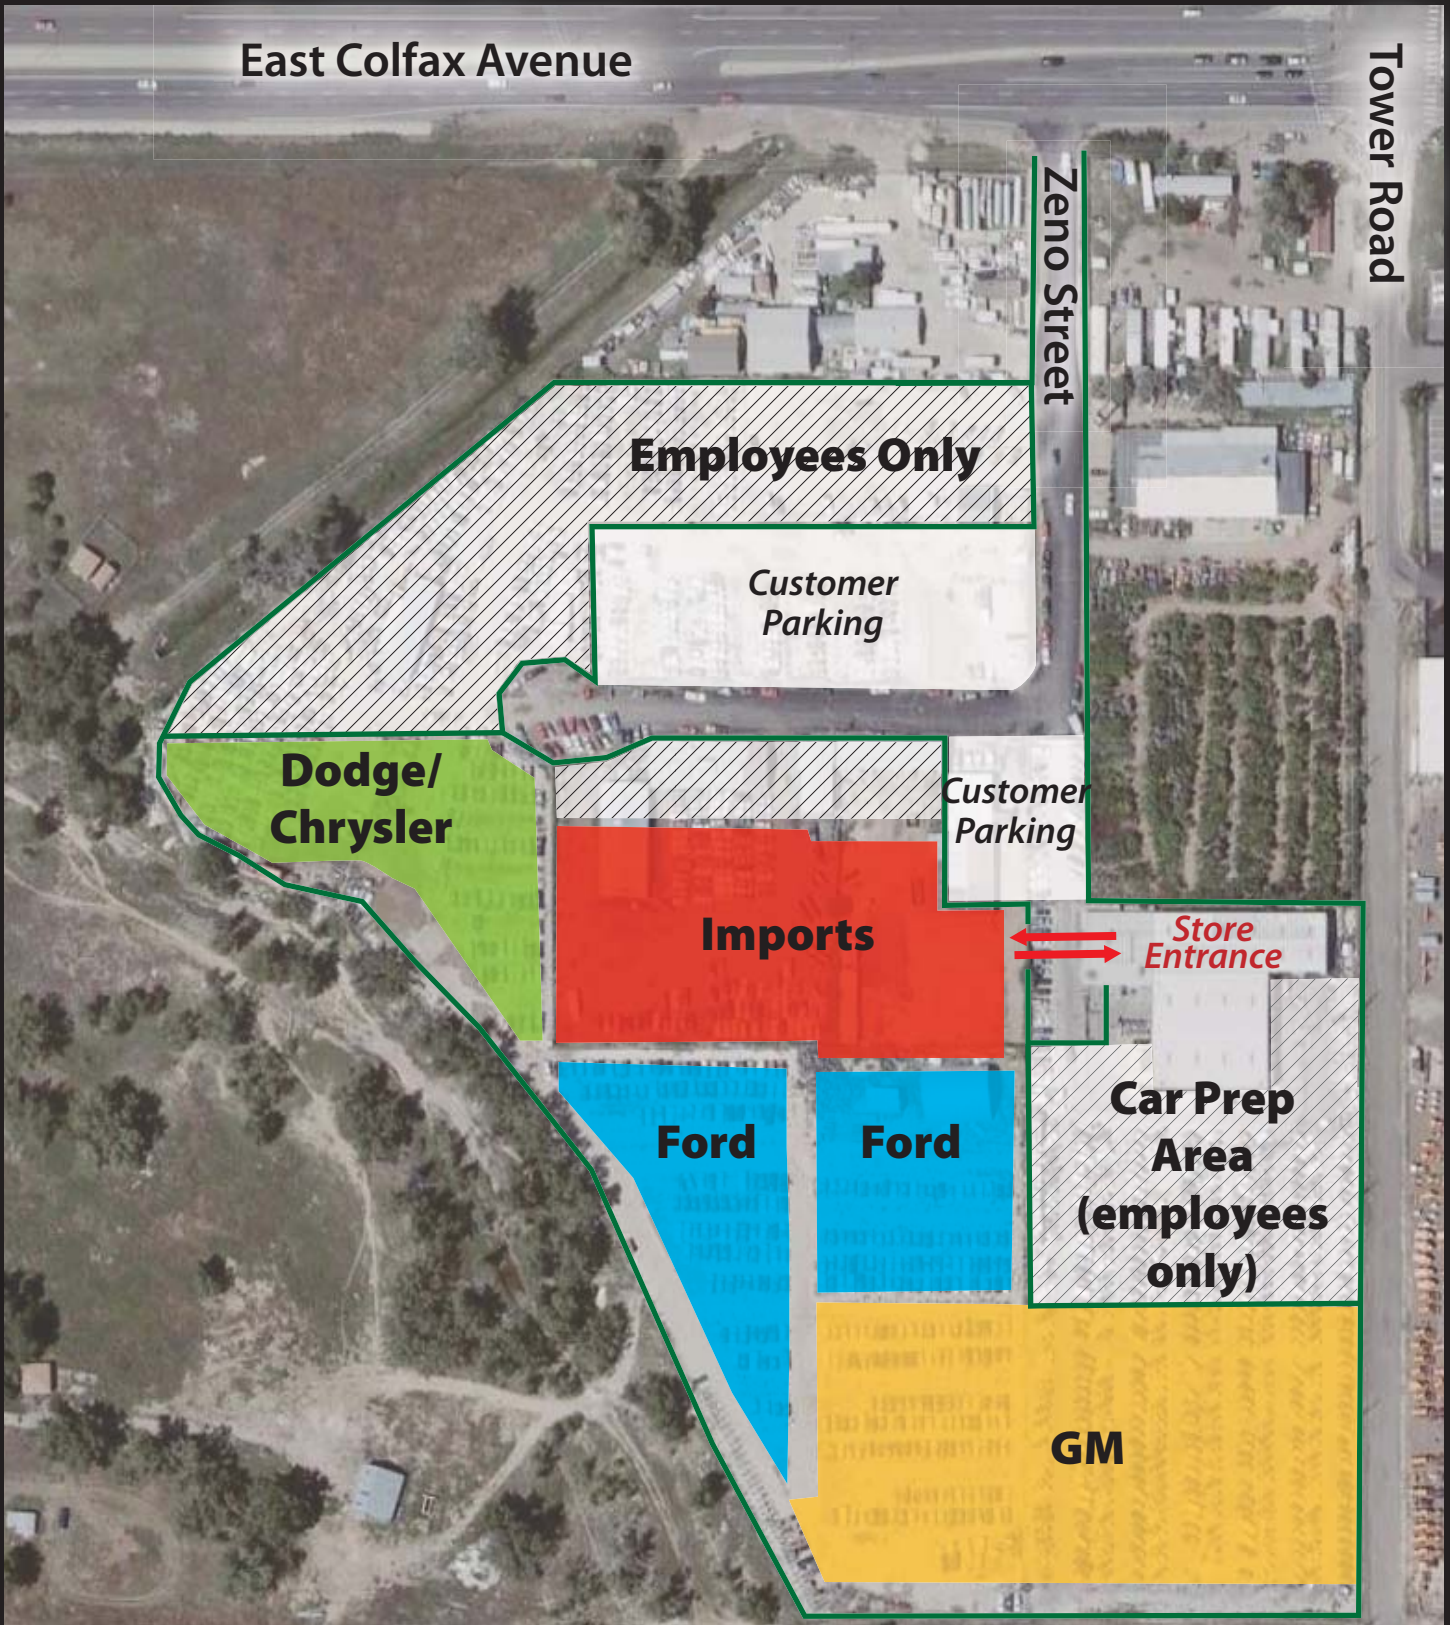 East Colfax Avenue
Tower Road
Zeno Street
Employees Only
Customer
Parking
Dodge/
Chrysler
Customer
Parking
Imports
Store
Entrance
Ford
Ford
Car Prep
Area
(employees
only)
GM